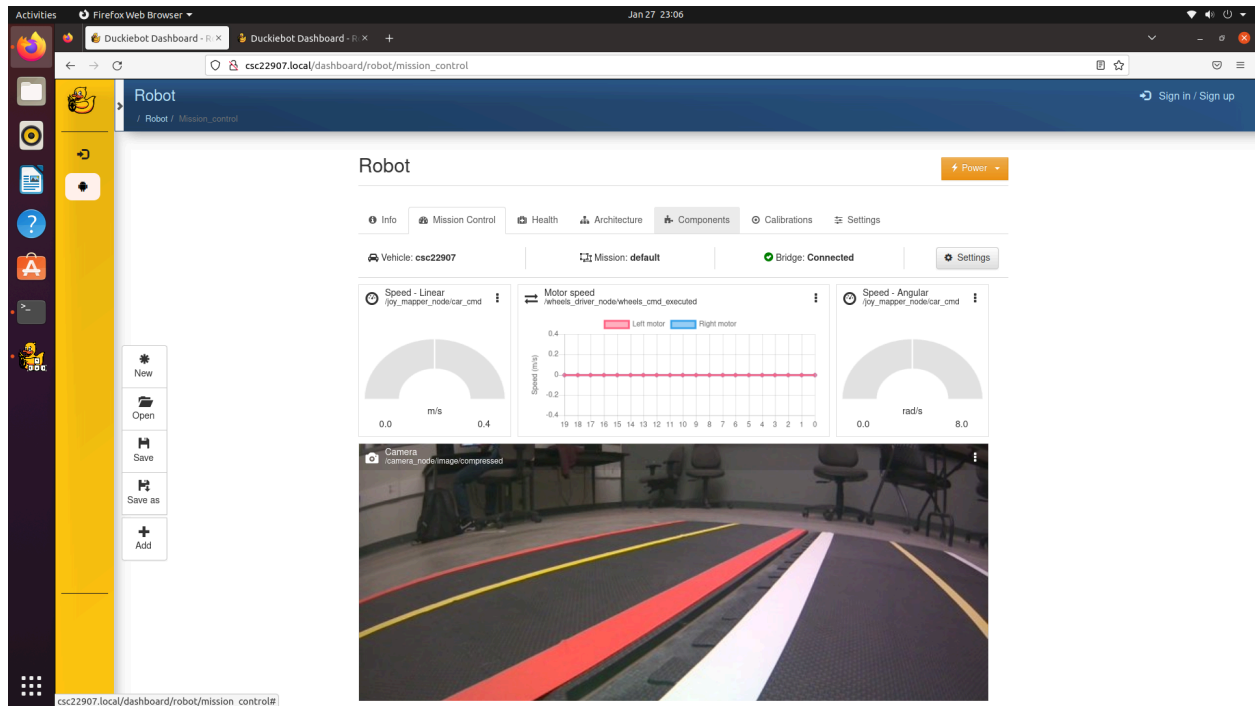 Activities
Firefox Web Browser
Jan 27 23:06
Duckiebot Dashboard - R
Duckiebot Dashboard - R
csc22907.local/dashboard/robot/mission_control
Robot
/ Robot / Mission_control
Sign in / Sign up
Robot
Power
Info
Mission Control
Health
Architecture
Components
Calibrations
Settings
Vehicle: csc22907
Mission: default
Bridge: Connected
Settings
Speed - Linear
/joy_mapper_node/car_cmd
m/s
0.0 0.4
Motor speed
/wheels_driver_node/wheels_cmd_executed
Left motor Right motor
Speed (m/s)
0.4
0.2
0
-0.2
-0.4
19 18 17 16 15 14 13 12 11 10 9 8 7 6 5 4 3 2 1 0
Speed - Angular
/joy_mapper_node/car_cmd
rad/s
0.0 8.0
New
Open
Save
Save as
Add
Camera
/camera_node/image/compressed
csc22907.local/dashboard/robot/mission_control#